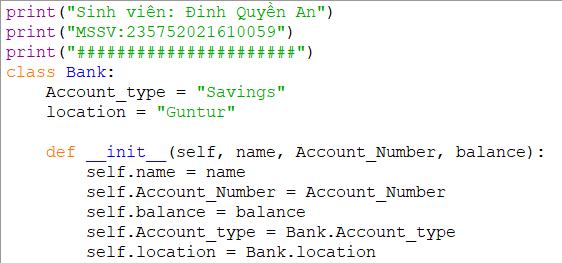 print("Sinh viên: Đinh Quyền An")
print("MSSV:235752021610059")
print("######################")
class Bank:
    Account_type = "Savings"
    location = "Guntur"
    def __init__(self, name, Account_Number, balance):
        self.name = name
        self.Account_Number = Account_Number
        self.balance = balance
        self.Account_type = Bank.Account_type
        self.location = Bank.location